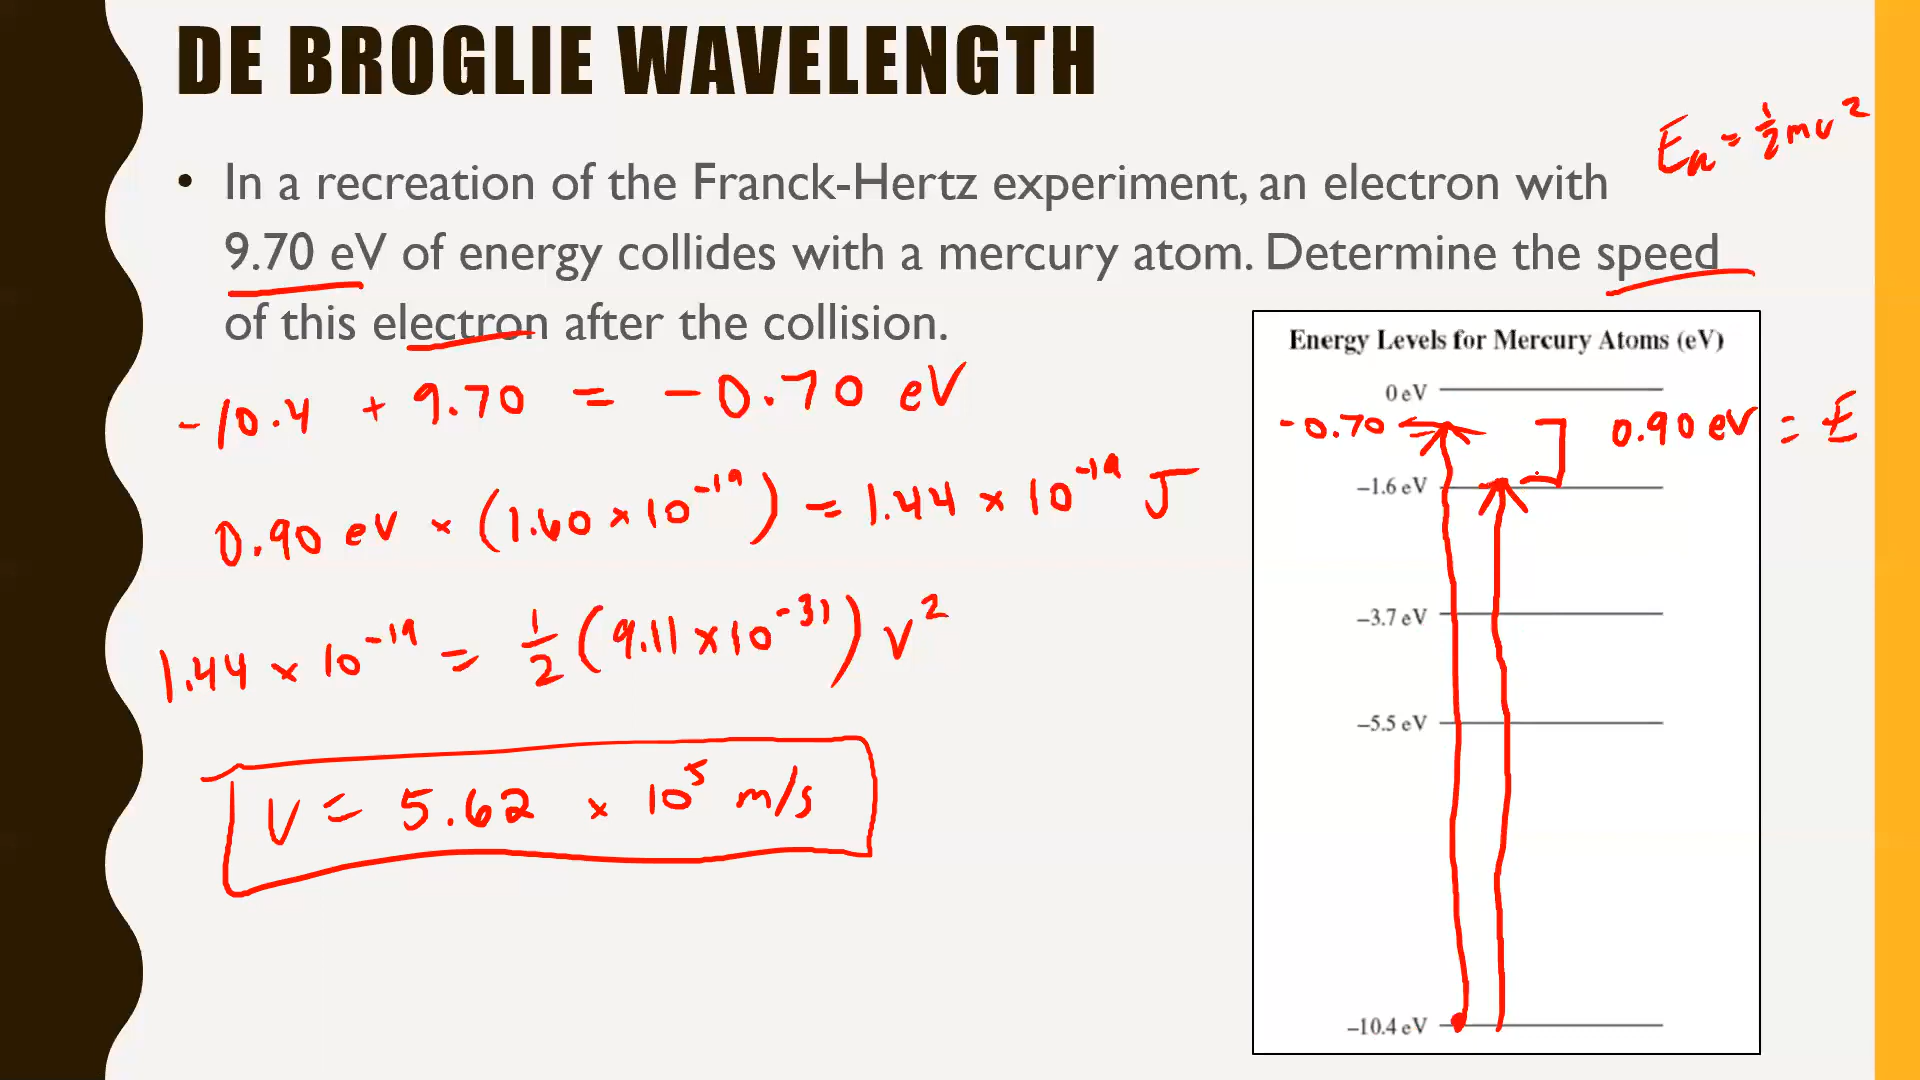 DE BROGLIE WAVELENGTH
Eₖ = ½mv²
• In a recreation of the Franck-Hertz experiment, an electron with
9.70 eV of energy collides with a mercury atom. Determine the speed
of this electron after the collision.
-10.4 + 9.70 = -0.70 eV
0.90 eV × (1.60 × 10⁻¹⁹) = 1.44 × 10⁻¹⁹ J
1.44 × 10⁻¹⁹ = ½ (9.11 × 10⁻³¹) v²
V = 5.62 × 10⁵ m/s
Energy Levels for Mercury Atoms (eV)
0 eV
-0.70
0.90 eV = E
–1.6 eV
–3.7 eV
–5.5 eV
–10.4 eV